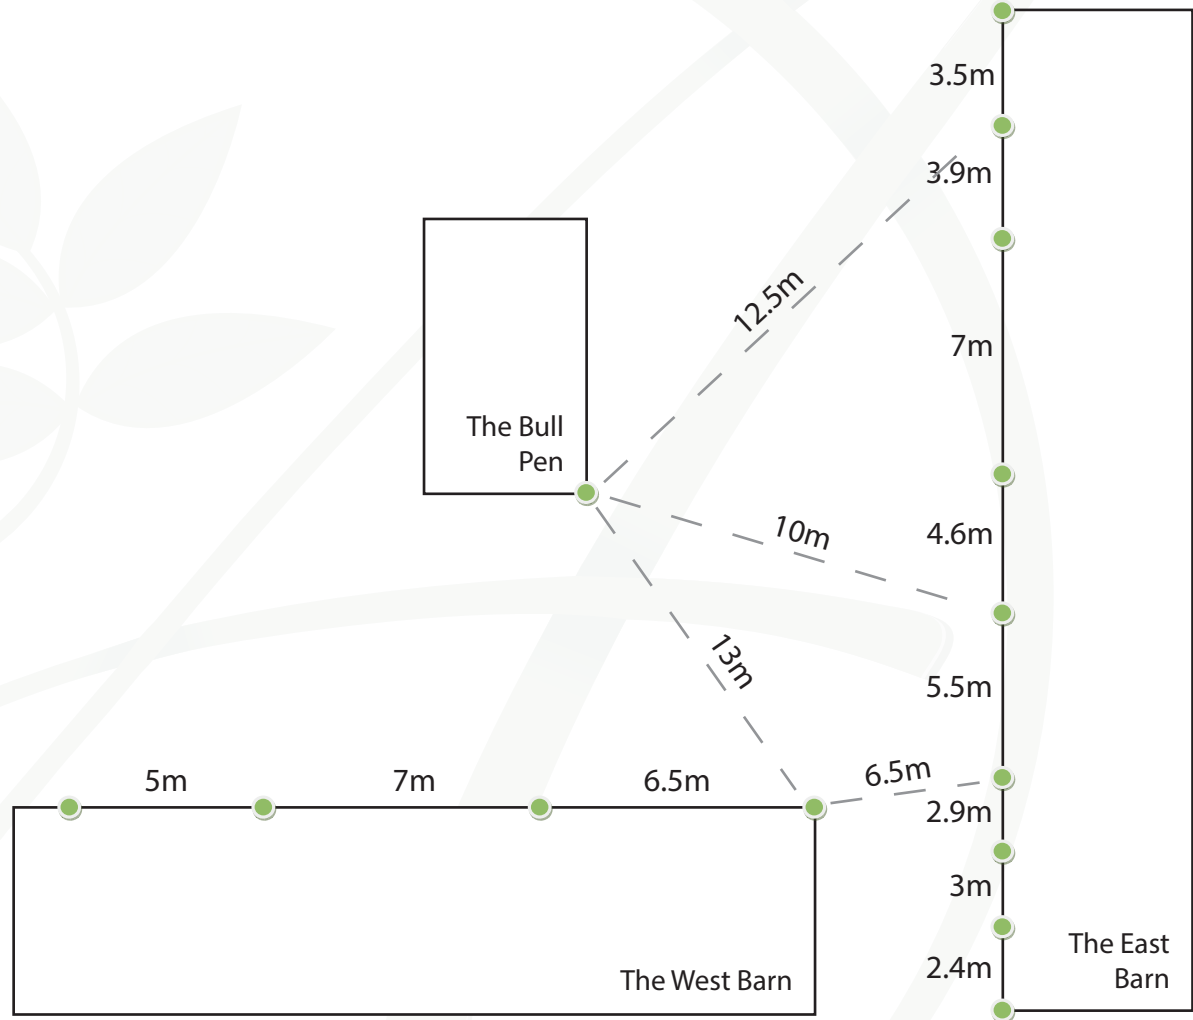 3.5m
3.9m
12.5m
7m
The Bull
Pen
10m
4.6m
13m
5.5m
5m
7m
6.5m
6.5m
2.9m
3m
The East
Barn
2.4m
The West Barn